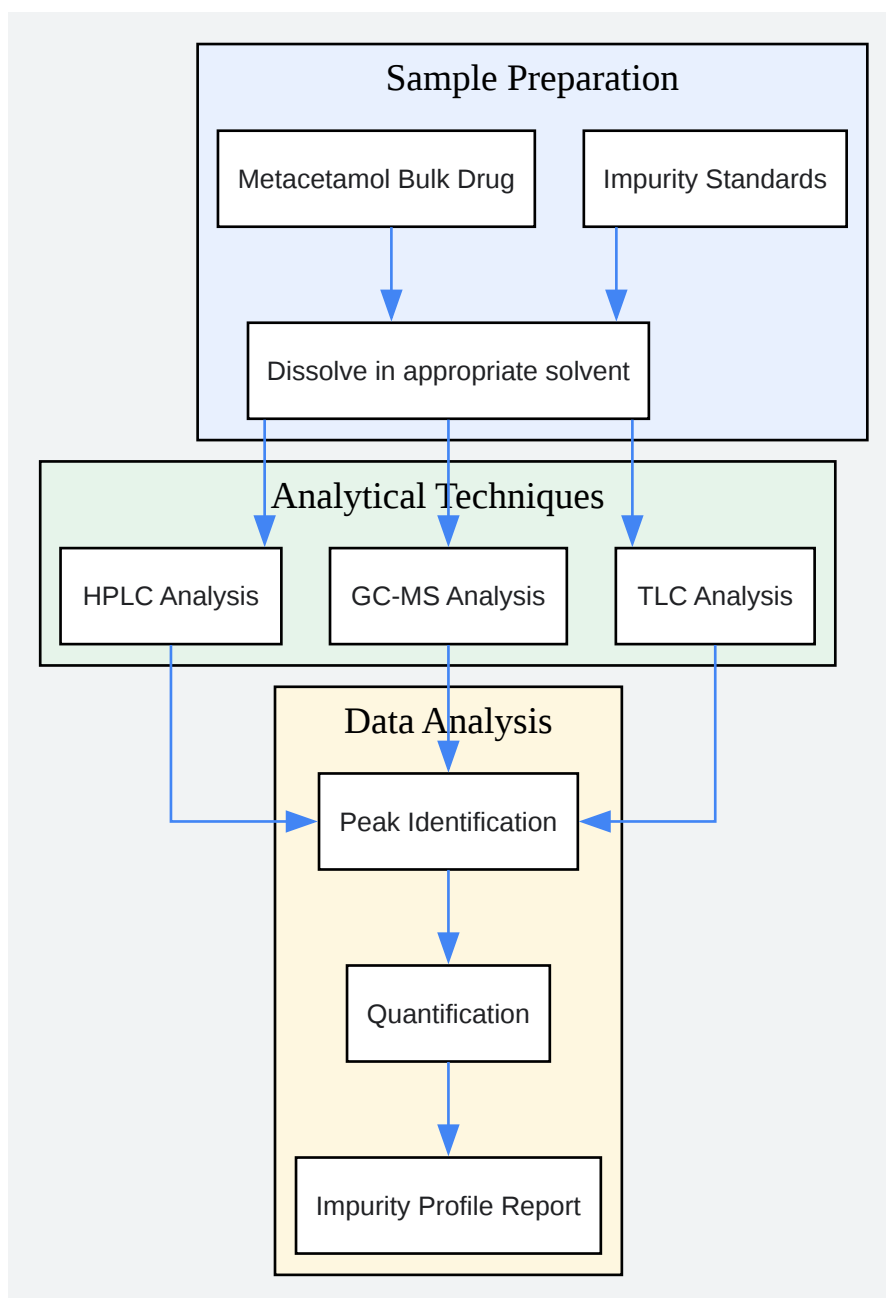 Sample Preparation
Metacetamol Bulk Drug
Impurity Standards
Dissolve in appropriate solvent
Analytical Techniques
HPLC Analysis
GC-MS Analysis
TLC Analysis
Data Analysis
Peak Identification
Quantification
Impurity Profile Report